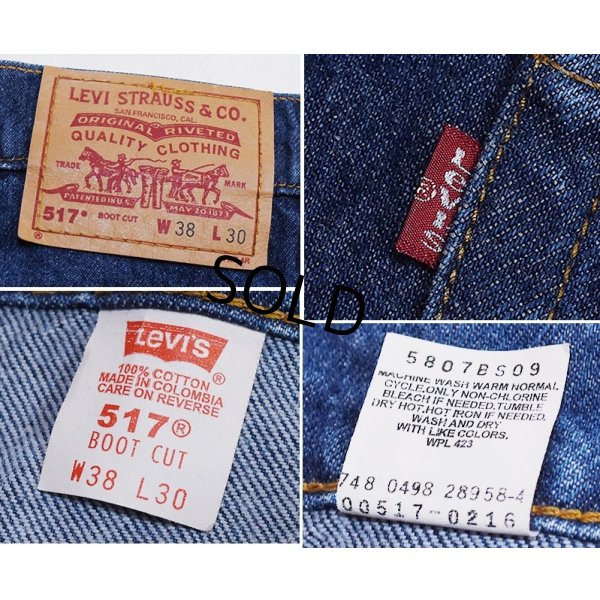 LEVI STRAUSS & CO.
SAN FRANCISCO, CAL.
ORIGINAL RIVETED
QUALITY CLOTHING
TRADE MARK
PATENTED IN U.S. MAY 20 1873
517® BOOT CUT W38 L30
®
LEVI'S
®
SOLD
Levi's®
100% COTTON
MADE IN COLOMBIA
CARE ON REVERSE
517®
BOOT CUT
W38 L30
5807BS09
MACHINE WASH WARM NORMAL
CYCLE.ONLY NON-CHLORINE
BLEACH IF NEEDED.TUMBLE
DRY HOT.HOT IRON IF NEEDED.
WASH AND DRY
WITH LIKE COLORS.
WPL 423
748 0498 28958-4
00517-0216